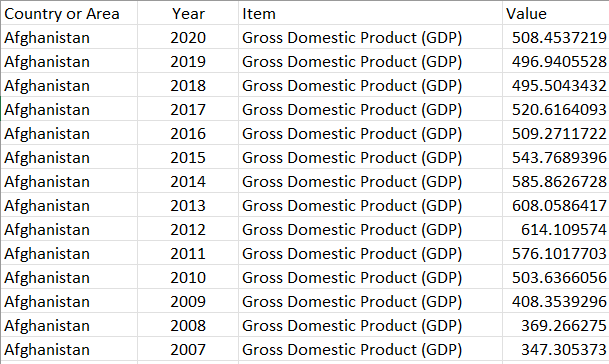 Country or Area Year Item Value
Afghanistan 2020 Gross Domestic Product (GDP) 508.4537219
Afghanistan 2019 Gross Domestic Product (GDP) 496.9405528
Afghanistan 2018 Gross Domestic Product (GDP) 495.5043432
Afghanistan 2017 Gross Domestic Product (GDP) 520.6164093
Afghanistan 2016 Gross Domestic Product (GDP) 509.2711722
Afghanistan 2015 Gross Domestic Product (GDP) 543.7689396
Afghanistan 2014 Gross Domestic Product (GDP) 585.8626728
Afghanistan 2013 Gross Domestic Product (GDP) 608.0586417
Afghanistan 2012 Gross Domestic Product (GDP) 614.109574
Afghanistan 2011 Gross Domestic Product (GDP) 576.1017703
Afghanistan 2010 Gross Domestic Product (GDP) 503.6366056
Afghanistan 2009 Gross Domestic Product (GDP) 408.3539296
Afghanistan 2008 Gross Domestic Product (GDP) 369.266275
Afghanistan 2007 Gross Domestic Product (GDP) 347.305373